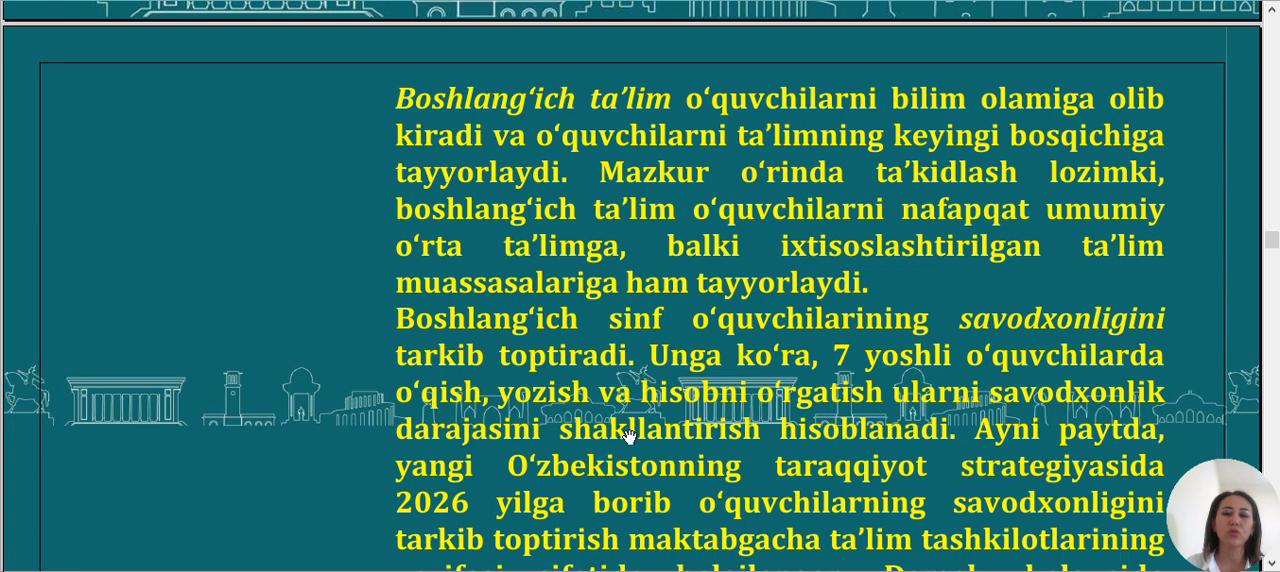 Boshlang‘ich ta’lim o‘quvchilarni bilim olamiga olib
kiradi va o‘quvchilarni ta’limning keyingi bosqichiga
tayyorlaydi. Mazkur o‘rinda ta’kidlash lozimki,
boshlang‘ich ta’lim o‘quvchilarni nafapqat umumiy
o‘rta ta’limga, balki ixtisoslashtirilgan ta’lim
muassasalariga ham tayyorlaydi.
Boshlang‘ich sinf o‘quvchilarining savodxonligini
tarkib toptiradi. Unga ko‘ra, 7 yoshli o‘quvchilarda
o‘qish, yozish va hisobni o‘rgatish ularni savodxonlik
darajasini shakllantirish hisoblanadi. Ayni paytda,
yangi O‘zbekistonning taraqqiyot strategiyasida
2026 yilga borib o‘quvchilarning savodxonligini
tarkib toptirish maktabgacha ta’lim tashkilotlarining